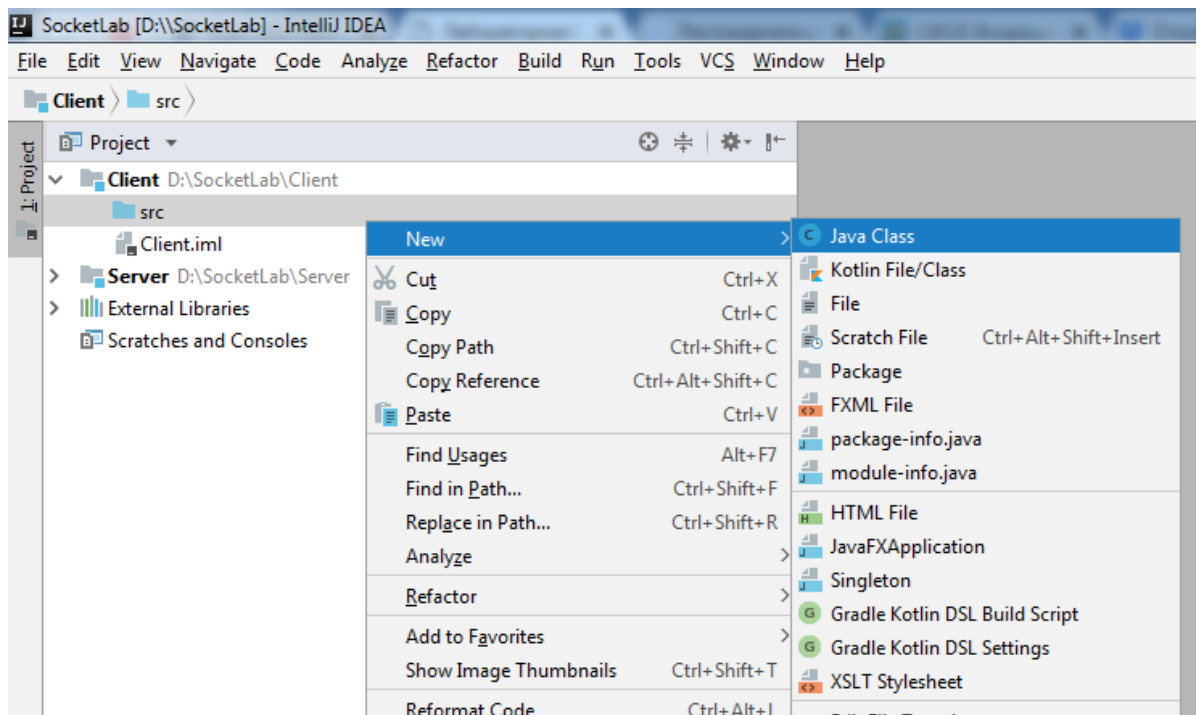 SocketLab [D:\\SocketLab] - IntelliJ IDEA
File Edit View Navigate Code Analyze Refactor Build Run Tools VCS Window Help
Client src
1: Project
Project
Client D:\SocketLab\Client
src
Client.iml
Server D:\SocketLab\Server
External Libraries
Scratches and Consoles
New
Cut Ctrl+X
Copy Ctrl+C
Copy Path Ctrl+Shift+C
Copy Reference Ctrl+Alt+Shift+C
Paste Ctrl+V
Find Usages Alt+F7
Find in Path... Ctrl+Shift+F
Replace in Path... Ctrl+Shift+R
Analyze
Refactor
Add to Favorites
Show Image Thumbnails Ctrl+Shift+T
Reformat Code Ctrl+Alt+L
Java Class
Kotlin File/Class
File
Scratch File Ctrl+Alt+Shift+Insert
Package
FXML File
package-info.java
module-info.java
HTML File
JavaFXApplication
Singleton
Gradle Kotlin DSL Build Script
Gradle Kotlin DSL Settings
XSLT Stylesheet